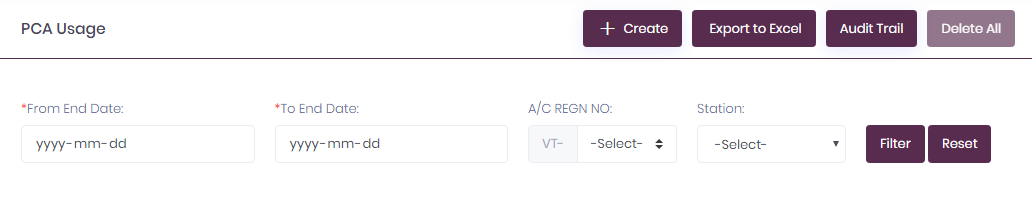 PCA Usage
+ Create
Export to Excel
Audit Trail
Delete All
*From End Date:
*To End Date:
A/C REGN NO:
Station:
yyyy-mm-dd
yyyy-mm-dd
VT- -Select-
-Select-
Filter
Reset